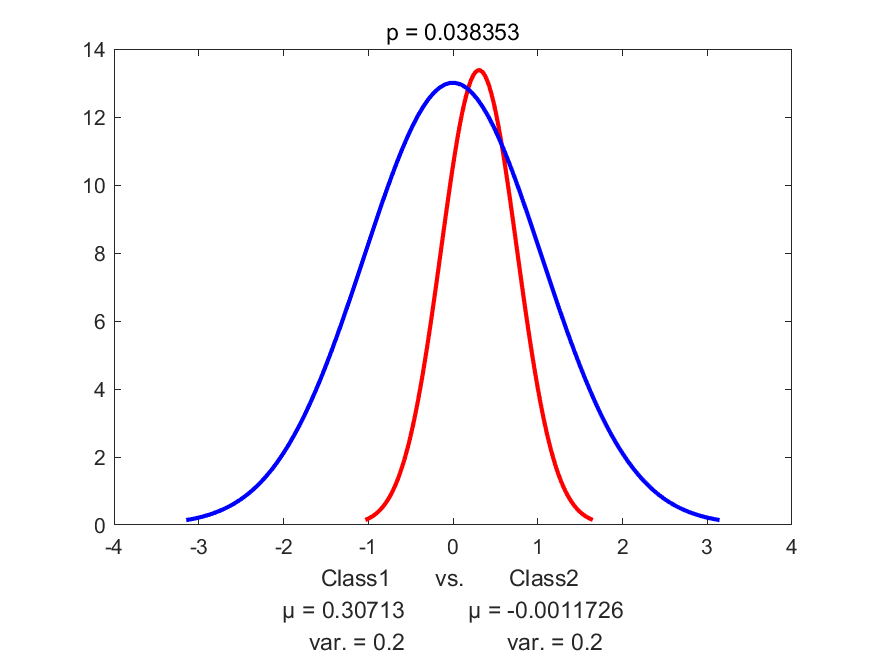 p = 0.038353
14
12
10
8
6
4
2
0
-4 -3 -2 -1 0 1 2 3 4
Class1 vs. Class2
μ = 0.30713 μ = -0.0011726
var. = 0.2 var. = 0.2